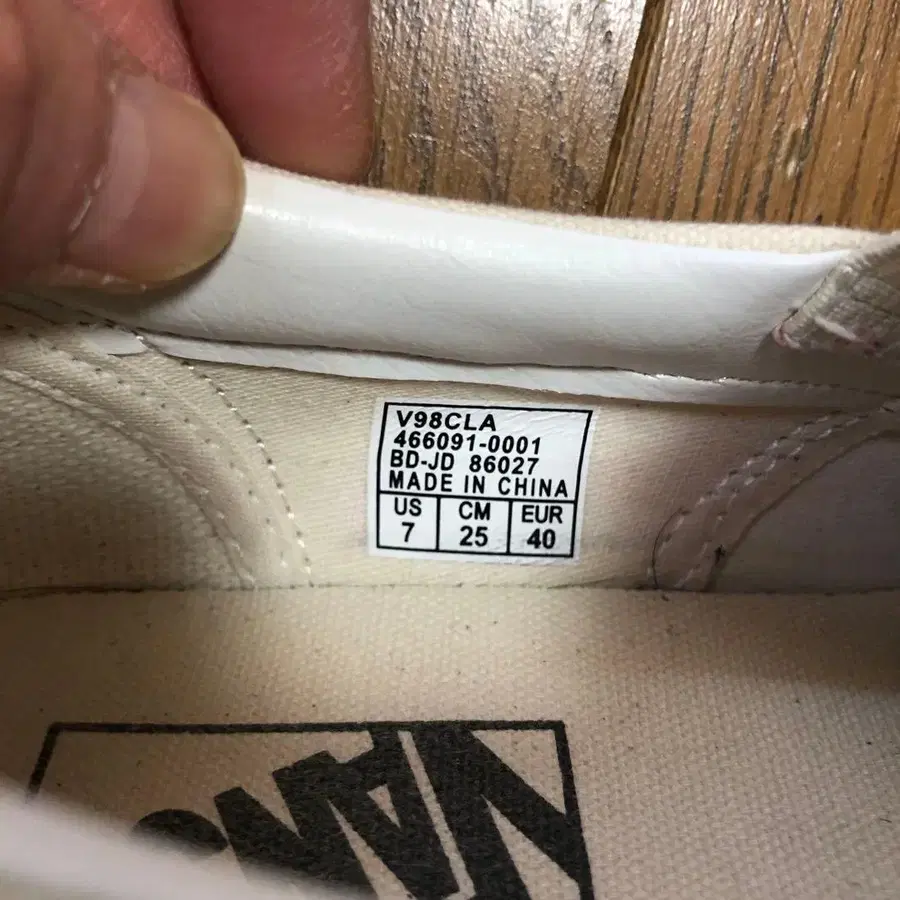 V98CLA
466091-0001
BD-JD 86027
MADE IN CHINA
US CM EUR
7 25 40
VANS